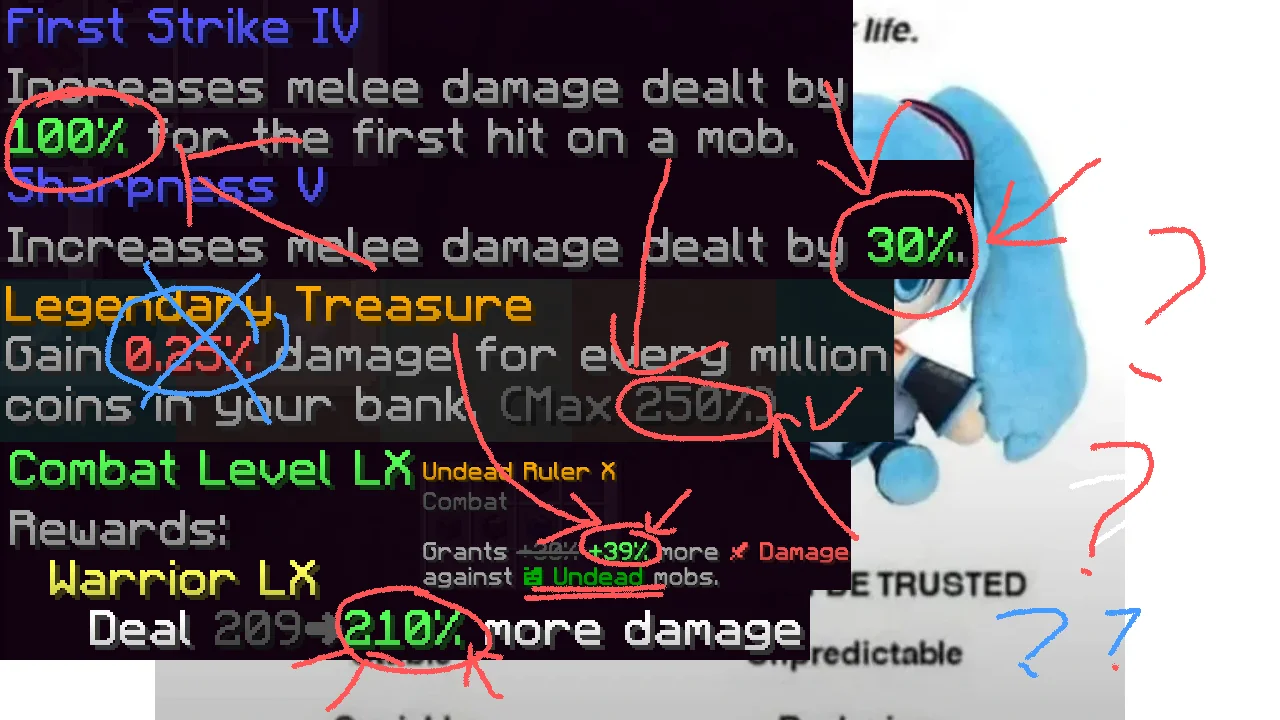 First Strike IV
life.
Increases melee damage dealt by
100% for the first hit on a mob.
Sharpness V
Increases melee damage dealt by 30%.
Legendary Treasure
Gain 0.25% damage for every million
coins in your bank. (Max 250%)
Combat Level LX
Undead Ruler X
Combat
Rewards:
Grants +38% +39% more Damage
against Undead mobs.
Warrior LX
BE TRUSTED
Deal 209➜210% more damage
Unpredictable
? ? ? ?